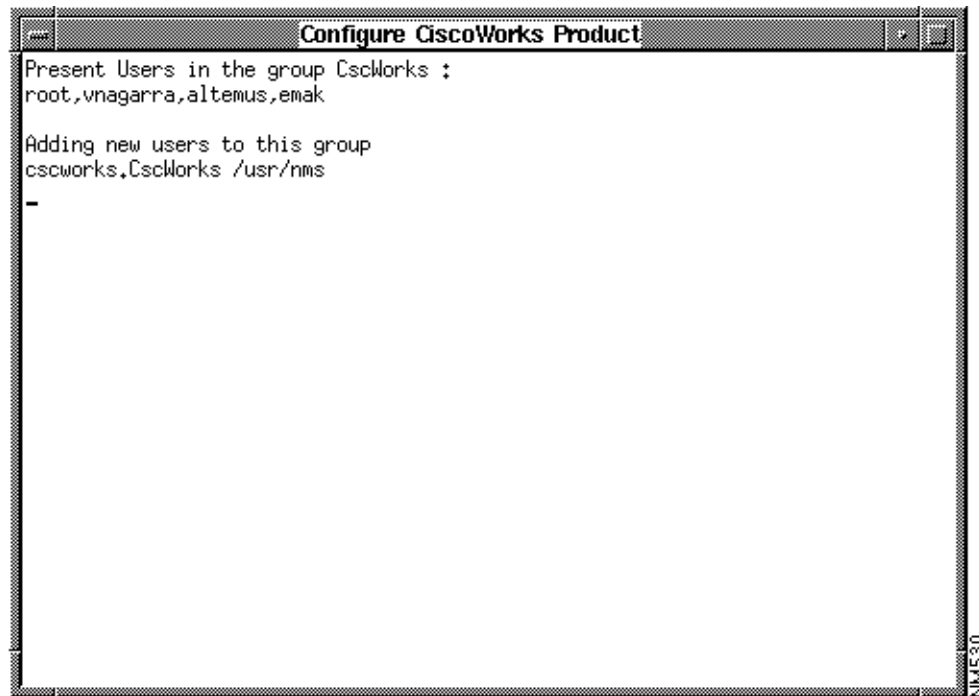 Configure CiscoWorks Product
Present Users in the group CscWorks :
root,vnagarra,altemus,emak
Adding new users to this group
cscworks.CscWorks /usr/nms